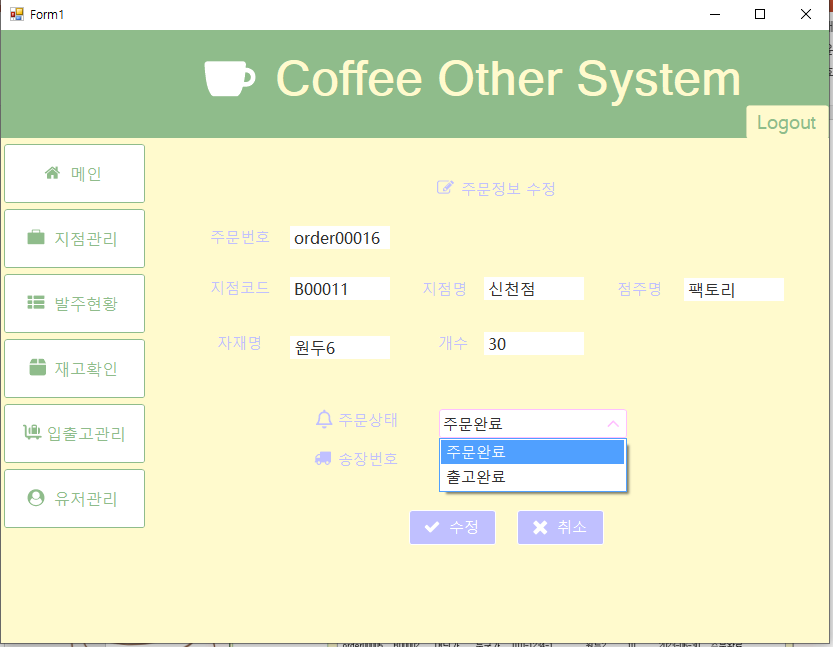 Form1
Coffee Other System
Logout
메인
지점관리
발주현황
재고확인
입출고관리
유저관리
주문정보 수정
주문번호 order00016
지점코드 B00011 지점명 신천점 점주명 팩토리
자재명 원두6 개수 30
주문상태 주문완료
주문완료
출고완료
송장번호
수정 취소